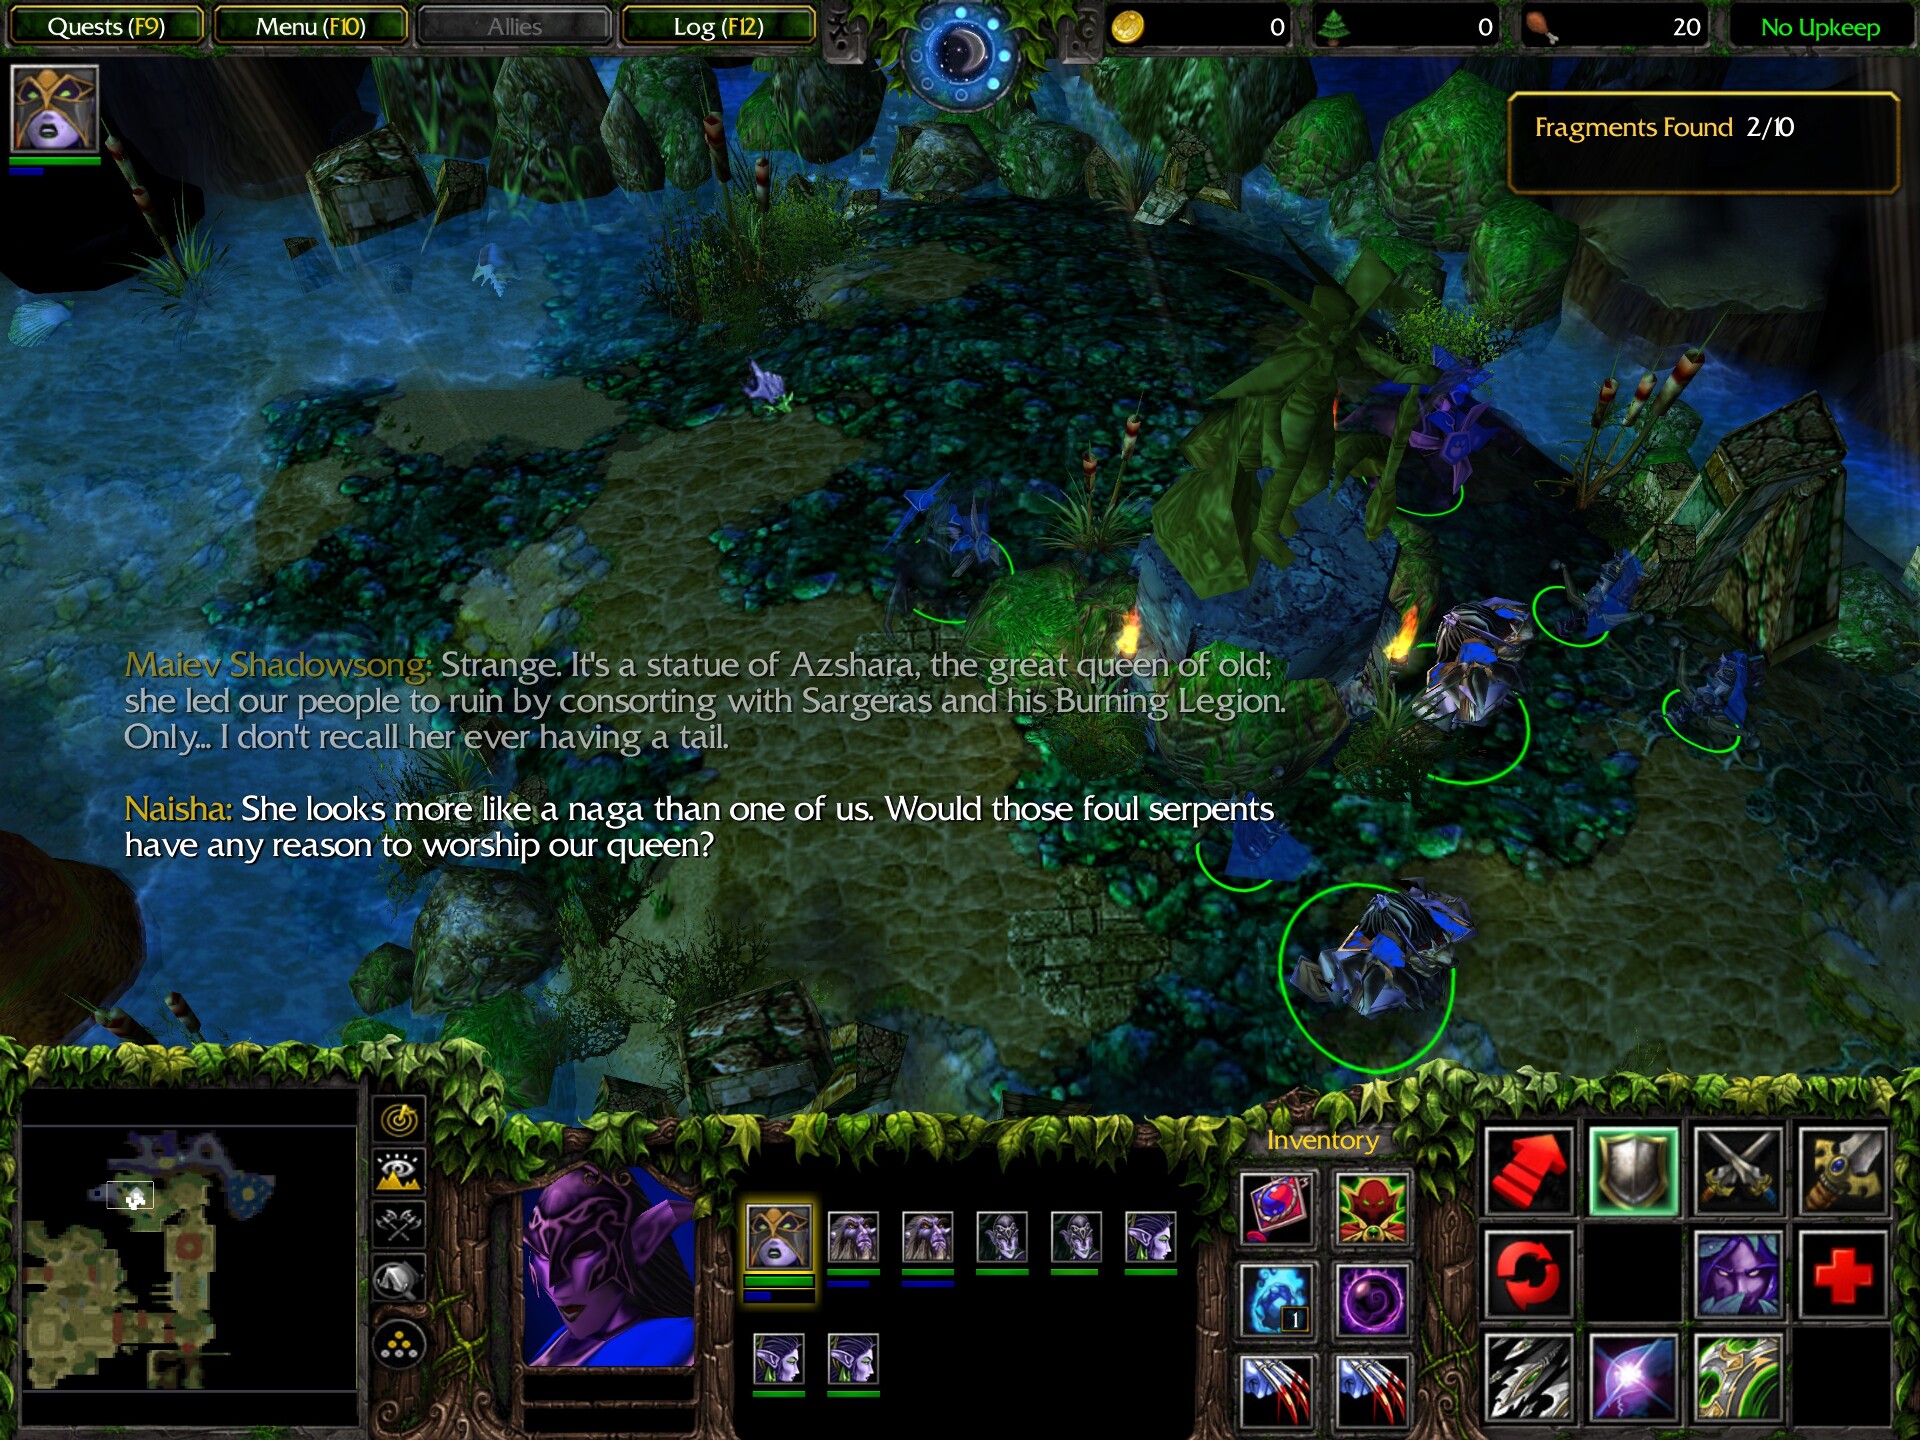 Quests (F9)
Menu (F10)
Allies
Log (F12)
0
0
20
No Upkeep
Fragments Found 2/10
Maiev Shadowsong: Strange. It's a statue of Azshara, the great queen of old;
she led our people to ruin by consorting with Sargeras and his Burning Legion.
Only... I don't recall her ever having a tail.
Naisha: She looks more like a naga than one of us. Would those foul serpents
have any reason to worship our queen?
Inventory
1